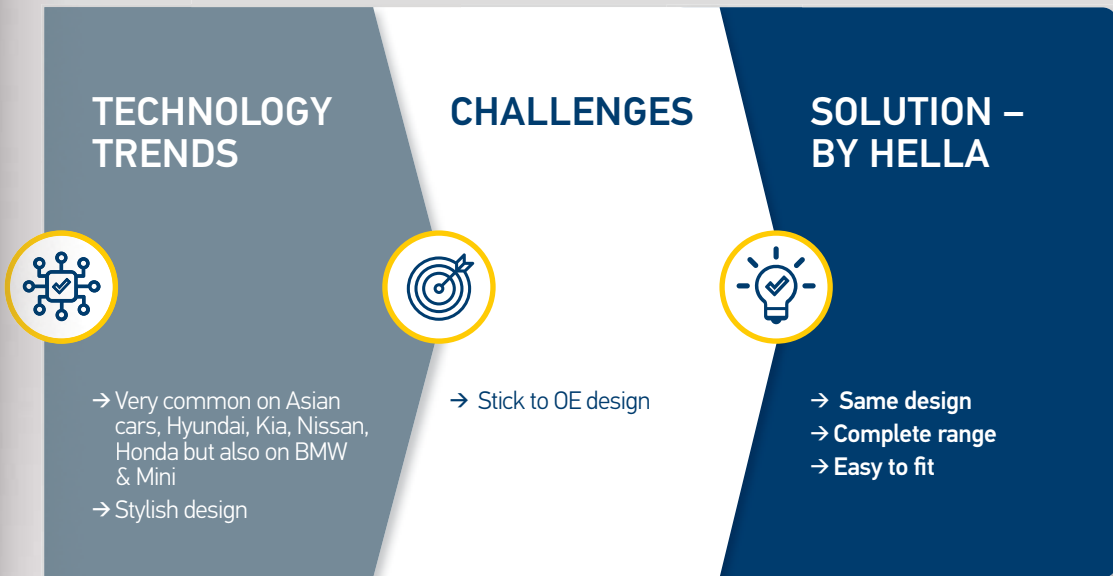 TECHNOLOGY
TRENDS
→ Very common on Asian
cars, Hyundai, Kia, Nissan,
Honda but also on BMW
& Mini
→ Stylish design
CHALLENGES
→ Stick to OE design
SOLUTION –
BY HELLA
→ Same design
→ Complete range
→ Easy to fit